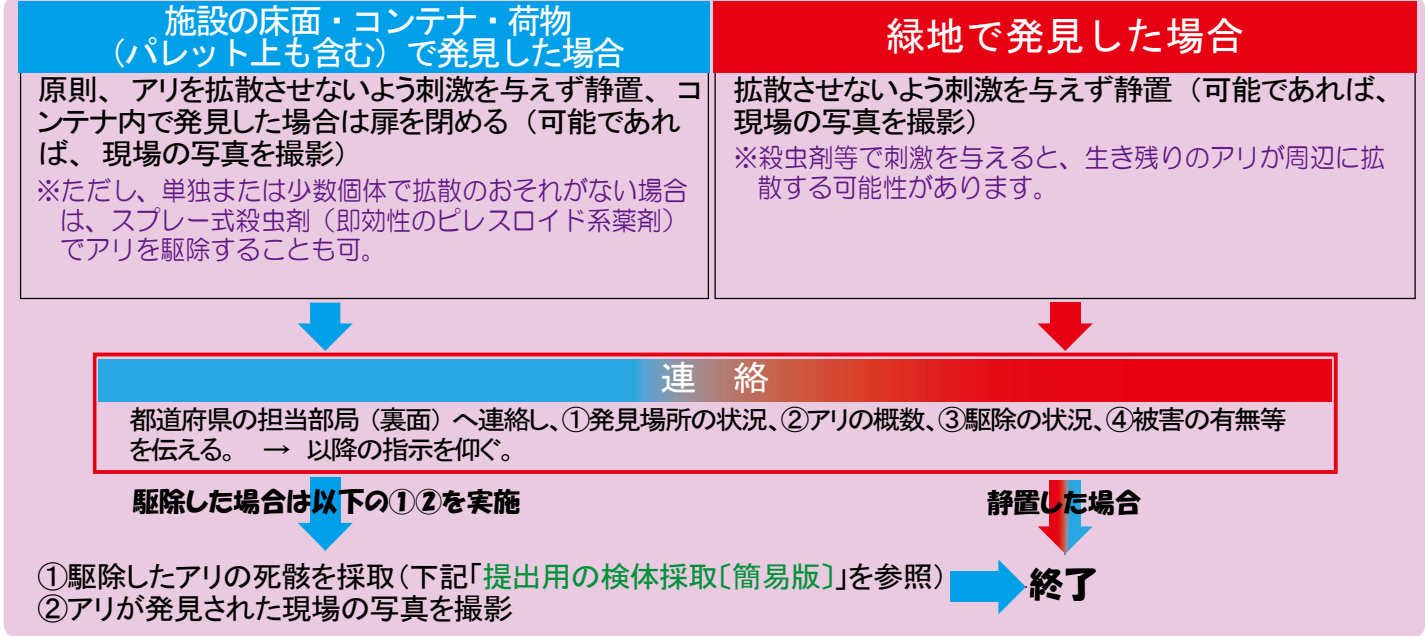 施設の床面・コンテナ・荷物
（パレット上も含む）で発見した場合
原則、アリを拡散させないよう刺激を与えず静置、コ
ンテナ内で発見した場合は扉を閉める（可能であれ
ば、現場の写真を撮影）
※ただし、単独または少数個体で拡散のおそれがない場合
は、スプレー式殺虫剤（即効性のピレスロイド系薬剤）
でアリを駆除することも可。
緑地で発見した場合
拡散させないよう刺激を与えず静置（可能であれば、
現場の写真を撮影）
※殺虫剤等で刺激を与えると、生き残りのアリが周辺に拡
散する可能性があります。
連　絡
都道府県の担当部局（裏面）へ連絡し、①発見場所の状況、②アリの概数、③駆除の状況、④被害の有無等
を伝える。　→　以降の指示を仰ぐ。
駆除した場合は以下の①②を実施
静置した場合
①駆除したアリの死骸を採取（下記「提出用の検体採取〔簡易版〕」を参照）
②アリが発見された現場の写真を撮影
終了